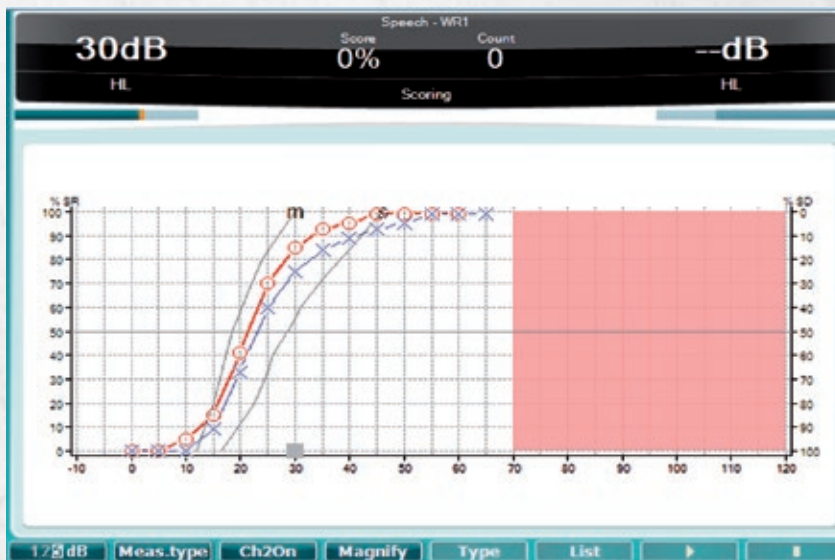 Speech - WR1
30dB Score Count --dB
0% 0
HL HL
Scoring
% SR % SD
m s
100 0
90 10
80 20
70 30
60 40
50 50
40 60
30 70
20 80
10 90
0 100
-10 0 10 20 30 40 50 60 70 80 90 100 110 120
dB Meas.type Ch2On Magnify Type List